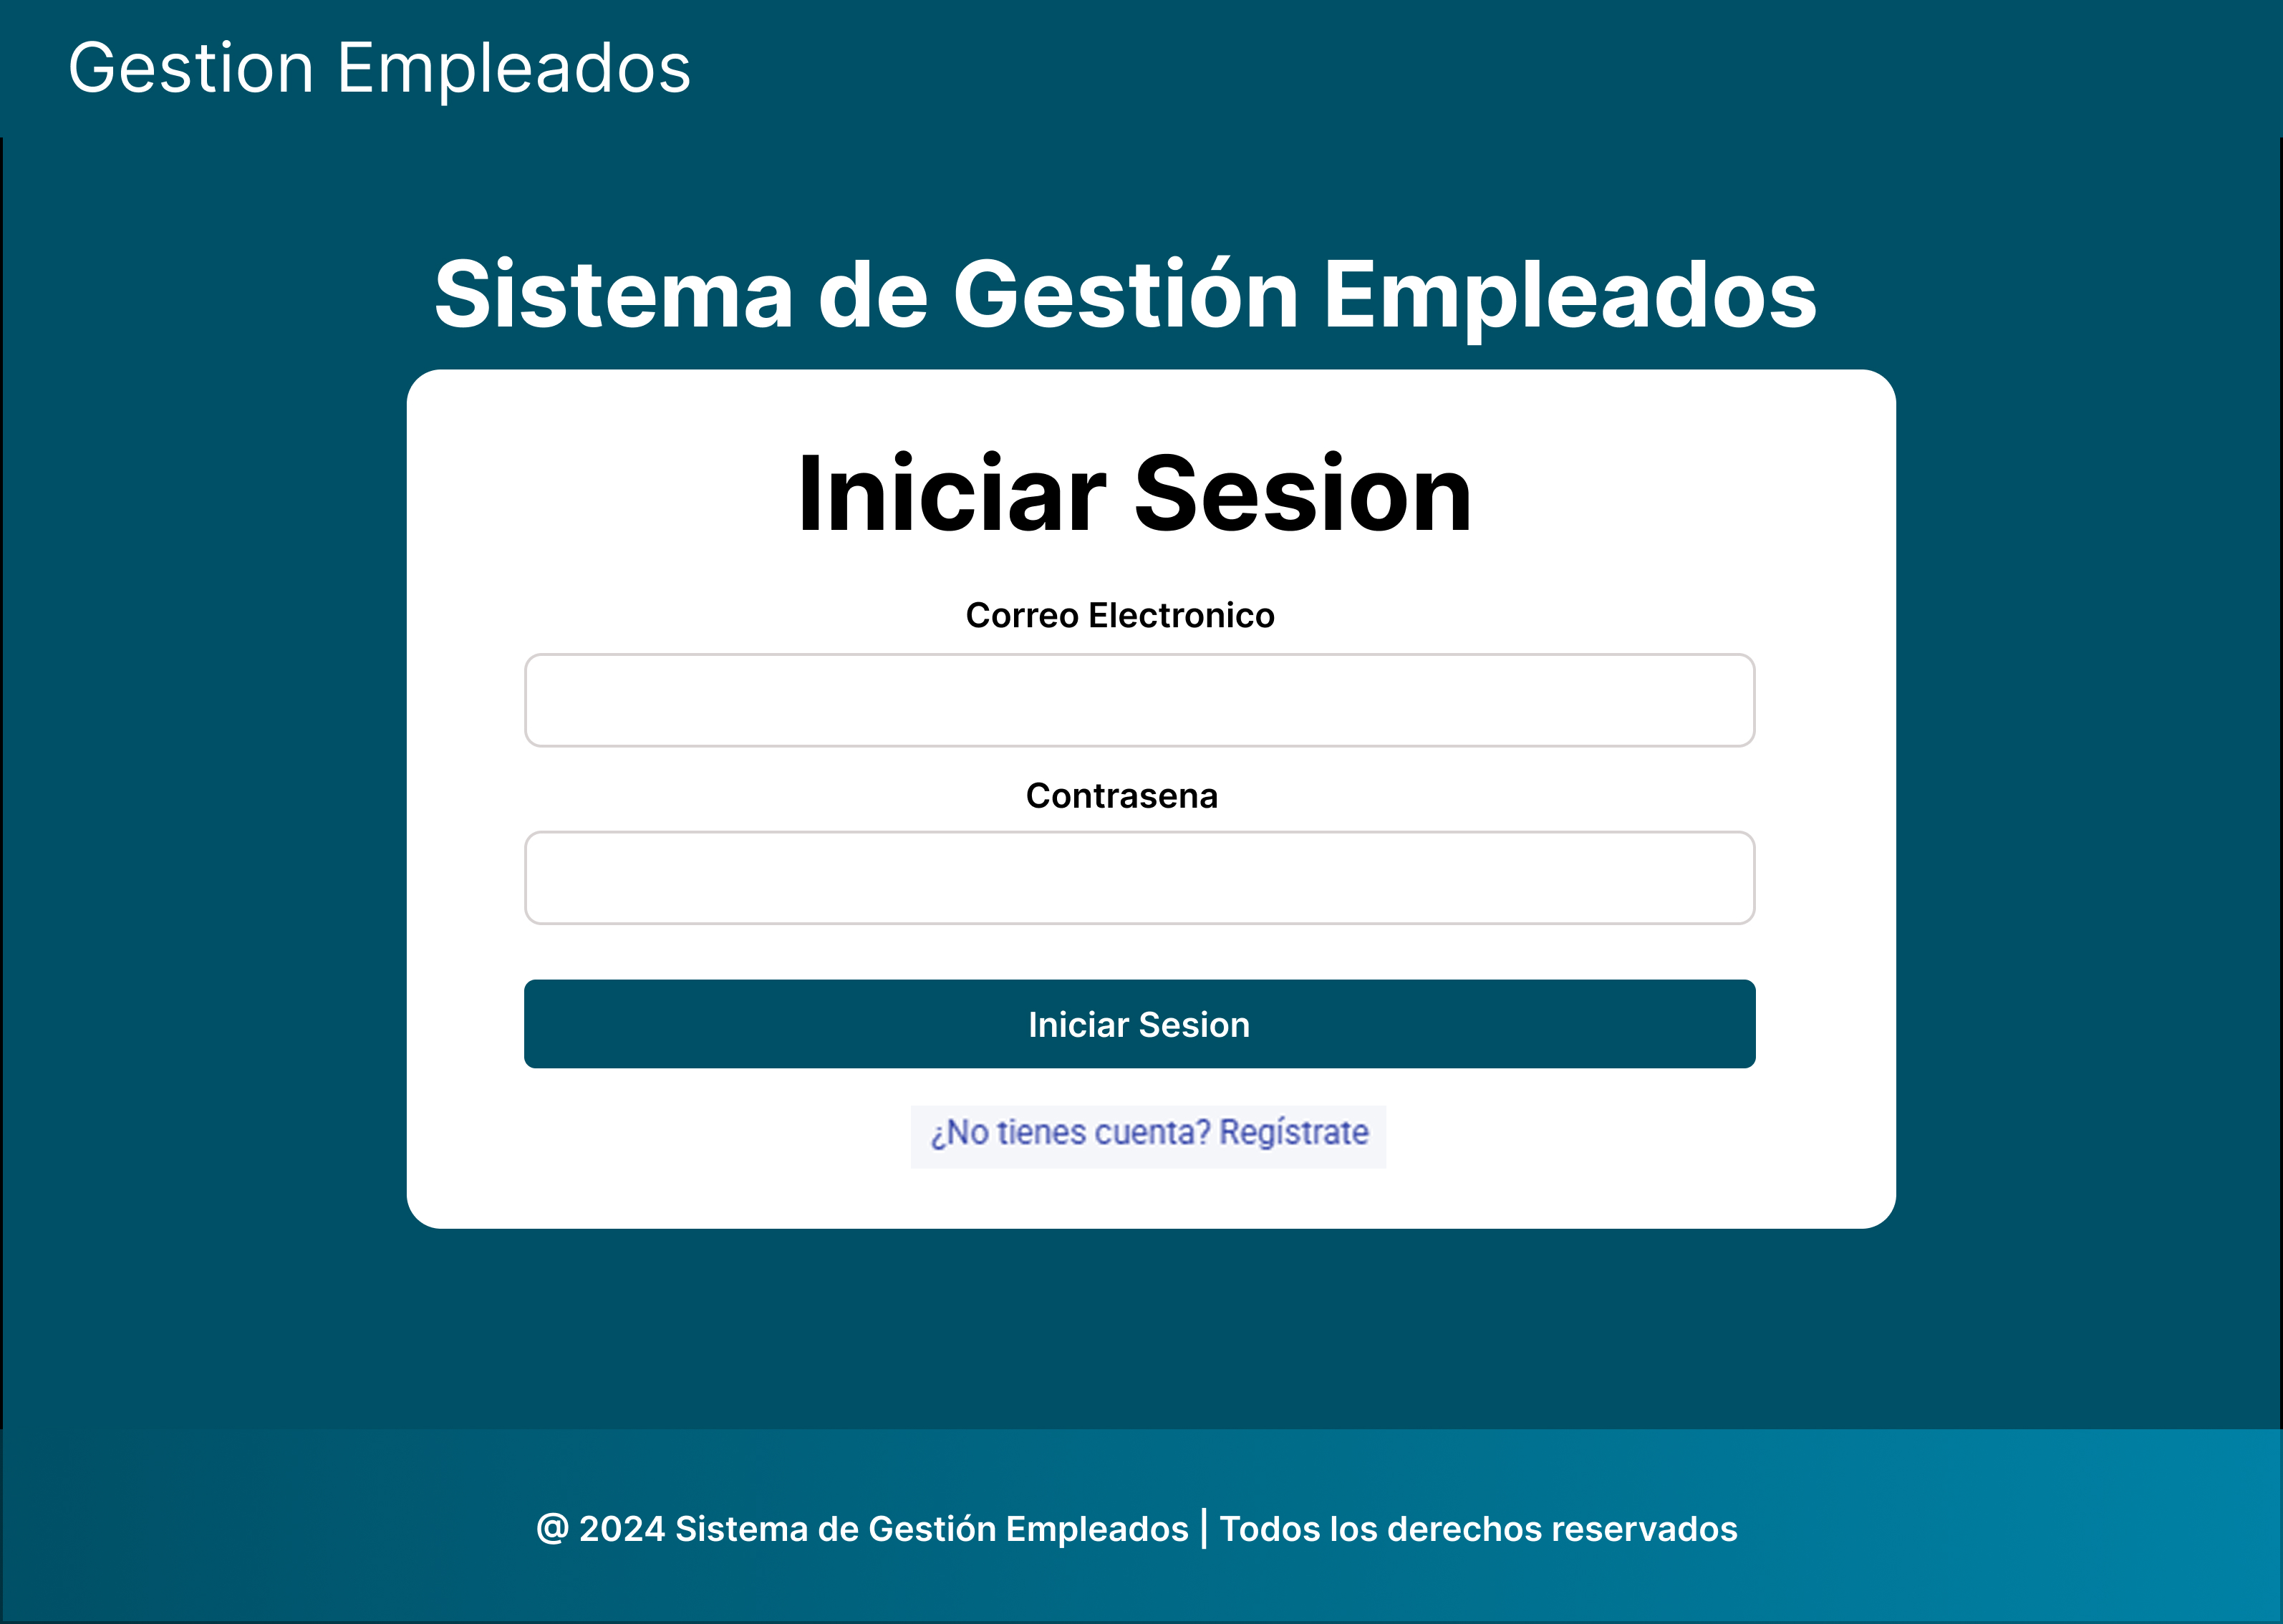 Gestion Empleados
Sistema de Gestión Empleados
Iniciar Sesion
Correo Electronico
Contrasena
Iniciar Sesion
¿No tienes cuenta? Regístrate
@ 2024 Sistema de Gestión Empleados | Todos los derechos reservados